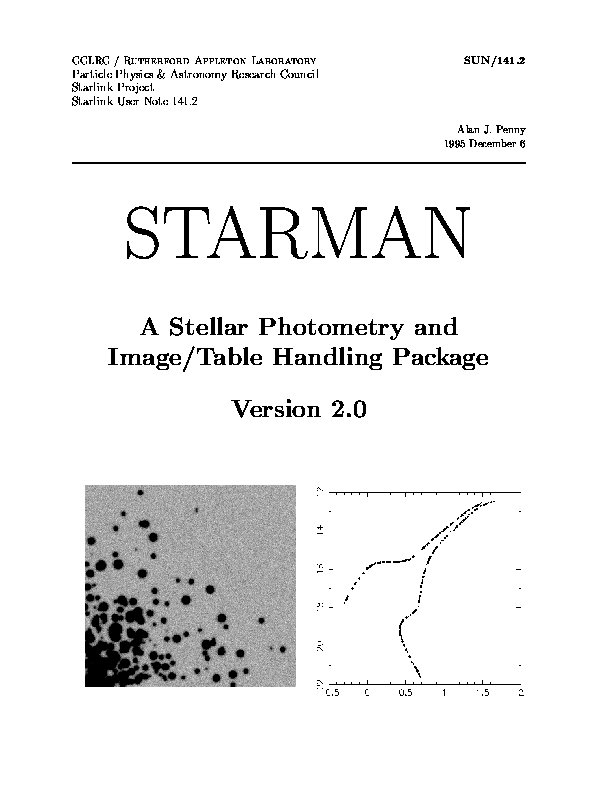 CCLRC / RUTHERFORD APPLETON LABORATORY
SUN/141.2
Particle Physics & Astronomy Research Council
Starlink Project
Starlink User Note 141.2
Alan J. Penny
1995 December 6
STARMAN
A Stellar Photometry and
Image/Table Handling Package
Version 2.0
12
14
16
18
20
22
-0.5 0 0.5 1 1.5 2